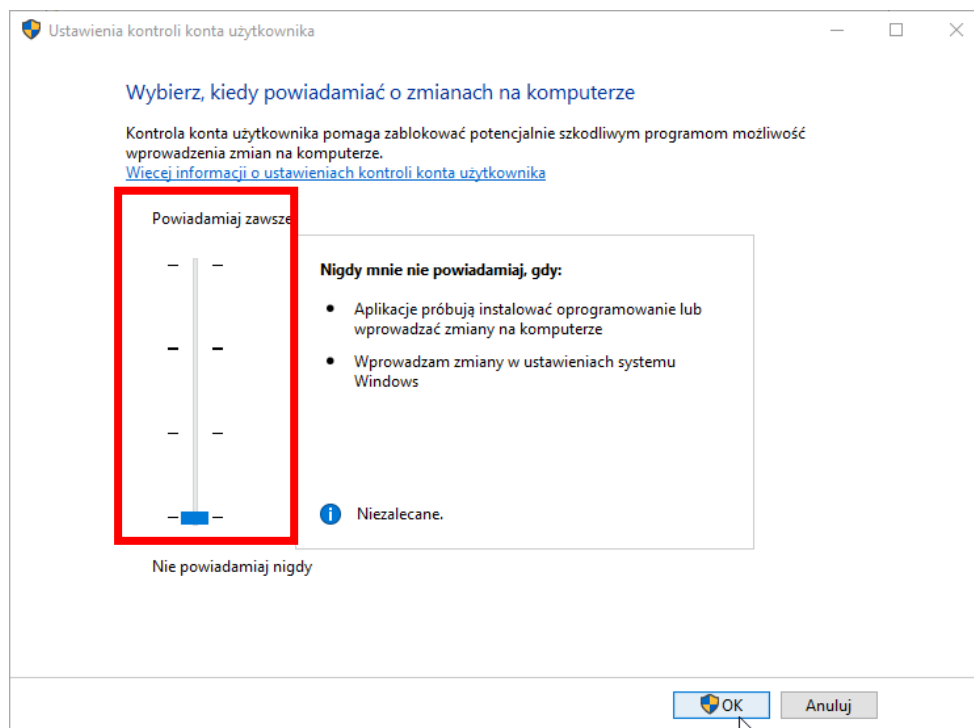 Ustawienia kontroli konta użytkownika
Wybierz, kiedy powiadamiać o zmianach na komputerze
Kontrola konta użytkownika pomaga zablokować potencjalnie szkodliwym programom możliwość
wprowadzenia zmian na komputerze.
Więcej informacji o ustawieniach kontroli konta użytkownika
Powiadamiaj zawsze
Nigdy mnie nie powiadamiaj, gdy:
• Aplikacje próbują instalować oprogramowanie lub
wprowadzać zmiany na komputerze
• Wprowadzam zmiany w ustawieniach systemu
Windows
Niezalecane.
Nie powiadamiaj nigdy
OK
Anuluj